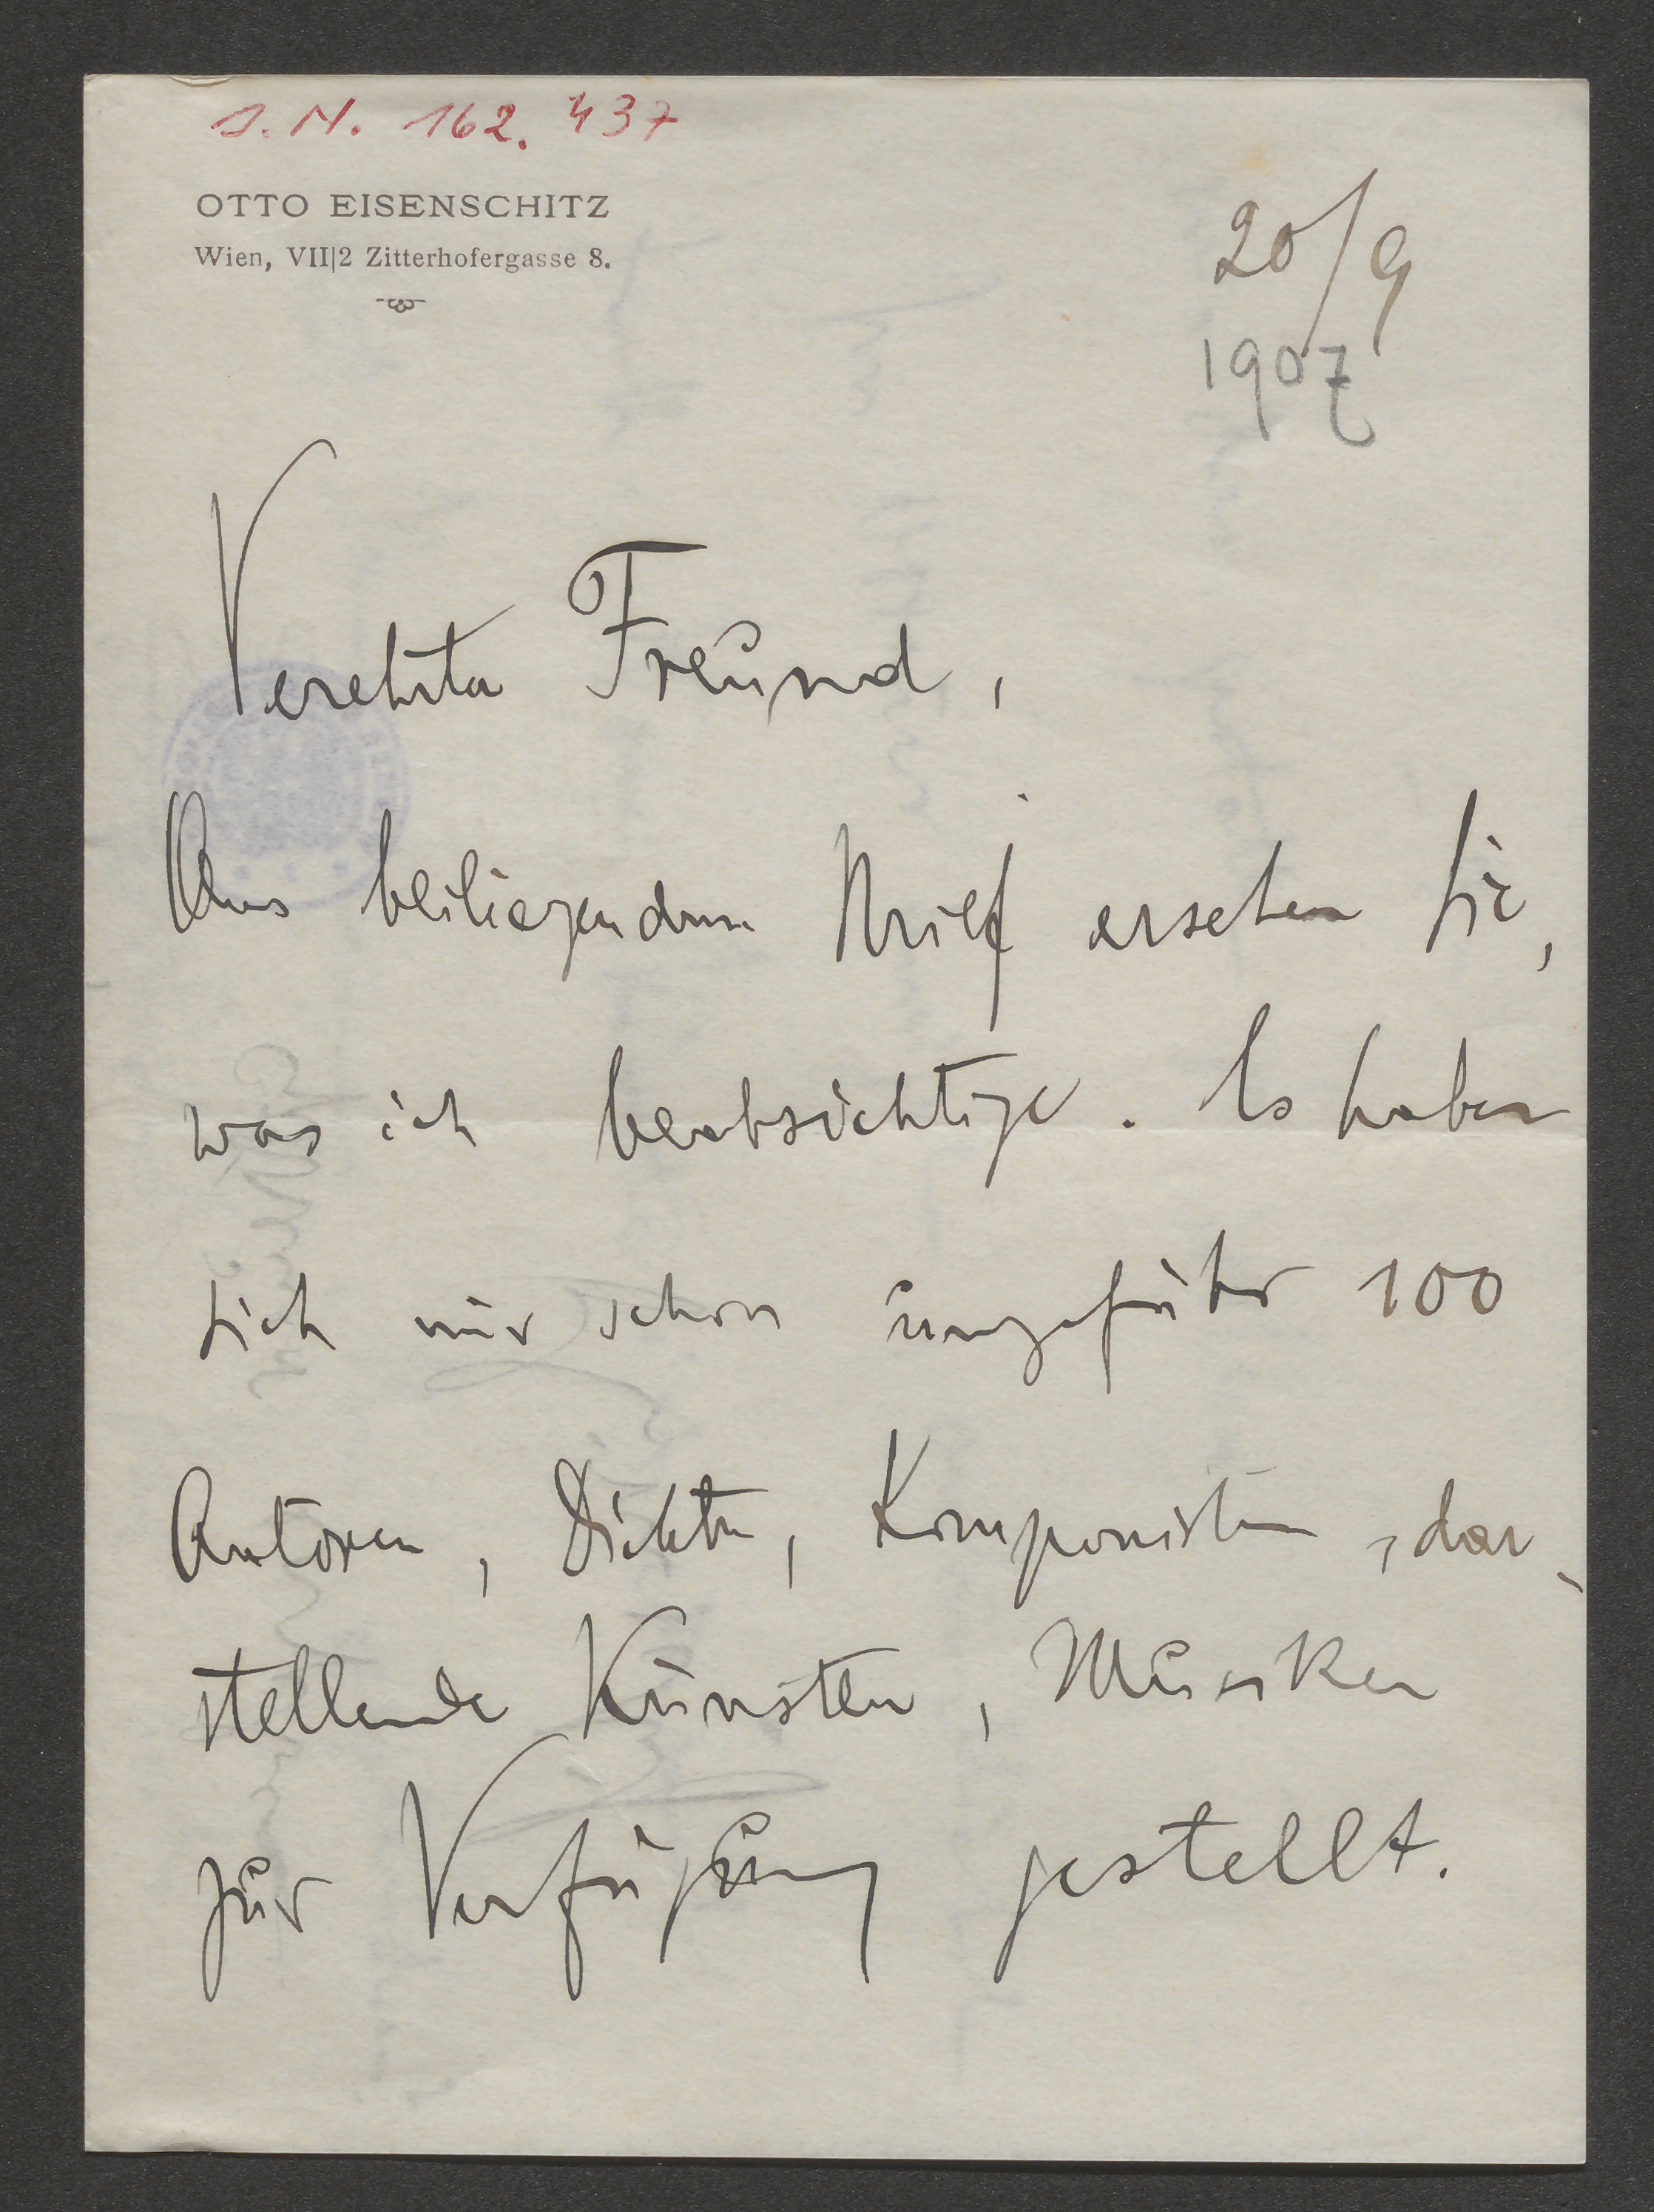 I. N. 162.437
OTTO EISENSCHITZ
Wien, VII|2 Zitterhofergasse 8.
20/9
1907
Verehrter Freund,
Aus beiliegendem Brief ersehen Sie,
was ich beabsichtige. Es haben
sich mir schon ungefähr 100
Autoren, Dichter, Komponisten, dar-
stellende Künstler, Musiker
zur Verfügung gestellt.